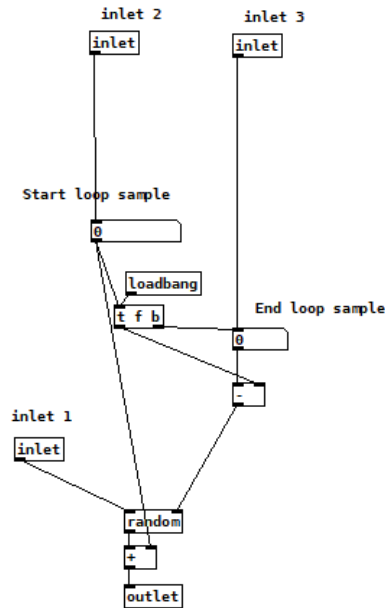 inlet 2
inlet 3
inlet
inlet
Start loop sample
0
loadbang
t f b
End loop sample
0
-
inlet 1
inlet
random
+
outlet